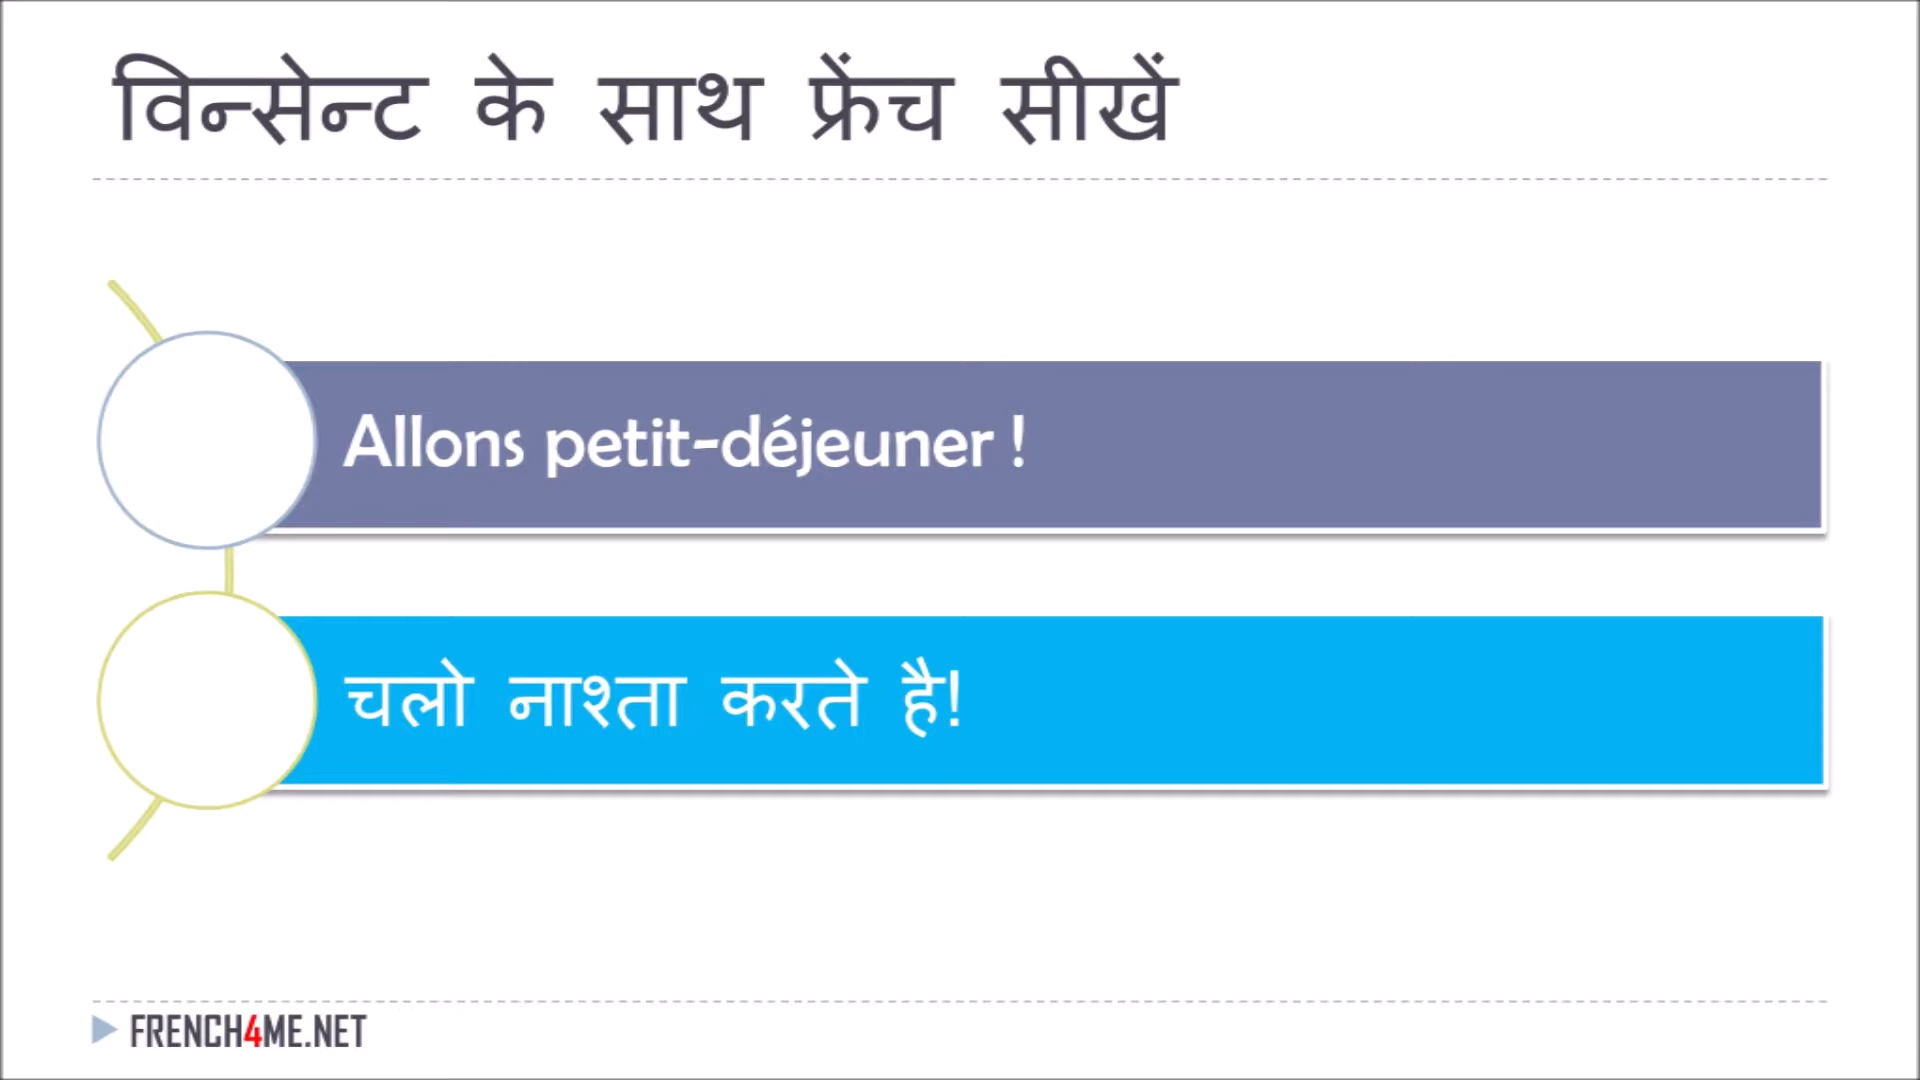 विन्सेन्ट के साथ फ्रेंच सीखें
Allons petit-déjeuner !
चलो नाश्ता करते है!
FRENCH4ME.NET